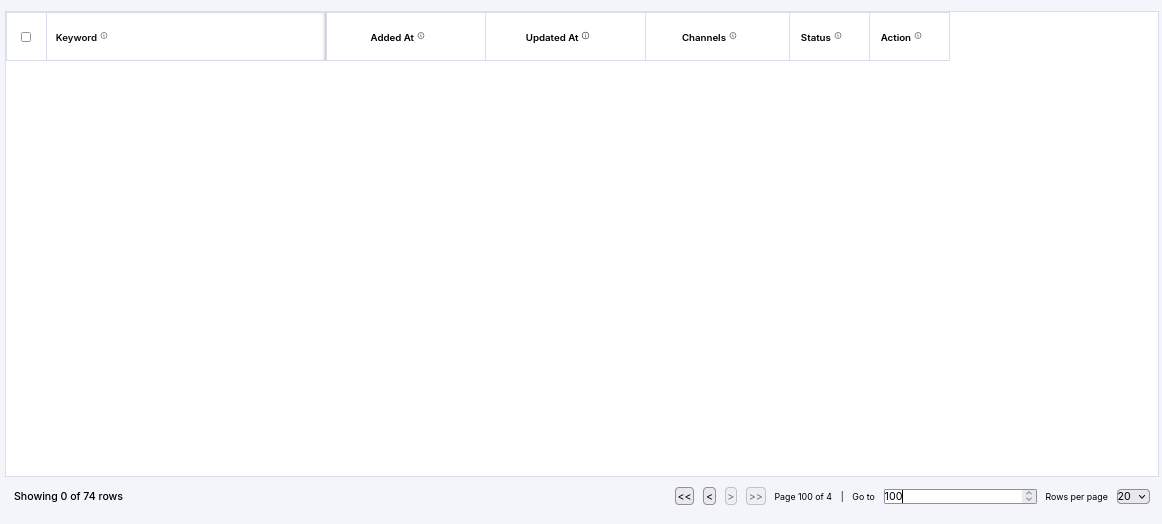 Keyword Added At Updated At Channels Status Action
Showing 0 of 74 rows << < > >> Page 100 of 4 | Go to 100 Rows per page 20